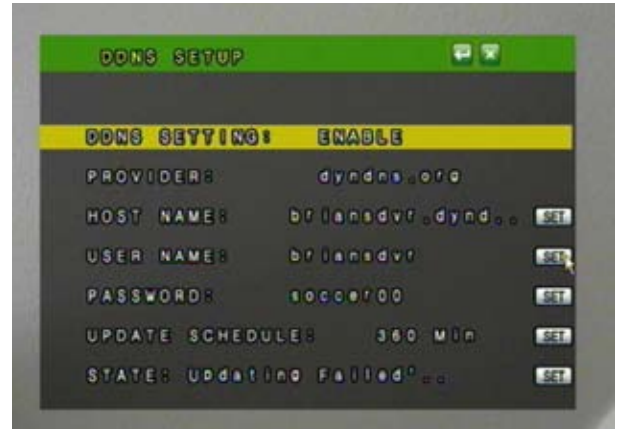 DDNS SETUP
DDNS SETTING: ENABLE
PROVIDER: dyndns.org
HOST NAME: briansdvr.dynd.. SET
USER NAME: briansdvr SET
PASSWORD: soccer00 SET
UPDATE SCHEDULE: 360 Min SET
STATE: Updating Failed'.. SET